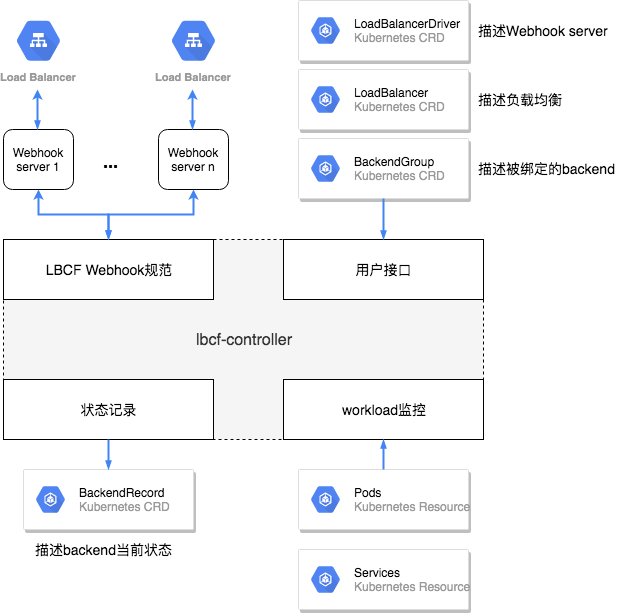 Load Balancer
Load Balancer
Webhook
server 1
...
Webhook
server n
LoadBalancerDriver
Kubernetes CRD
描述Webhook server
LoadBalancer
Kubernetes CRD
描述负载均衡
BackendGroup
Kubernetes CRD
描述被绑定的backend
LBCF Webhook规范
用户接口
lbcf-controller
状态记录
workload监控
BackendRecord
Kubernetes CRD
描述backend当前状态
Pods
Kubernetes Resource
Services
Kubernetes Resource